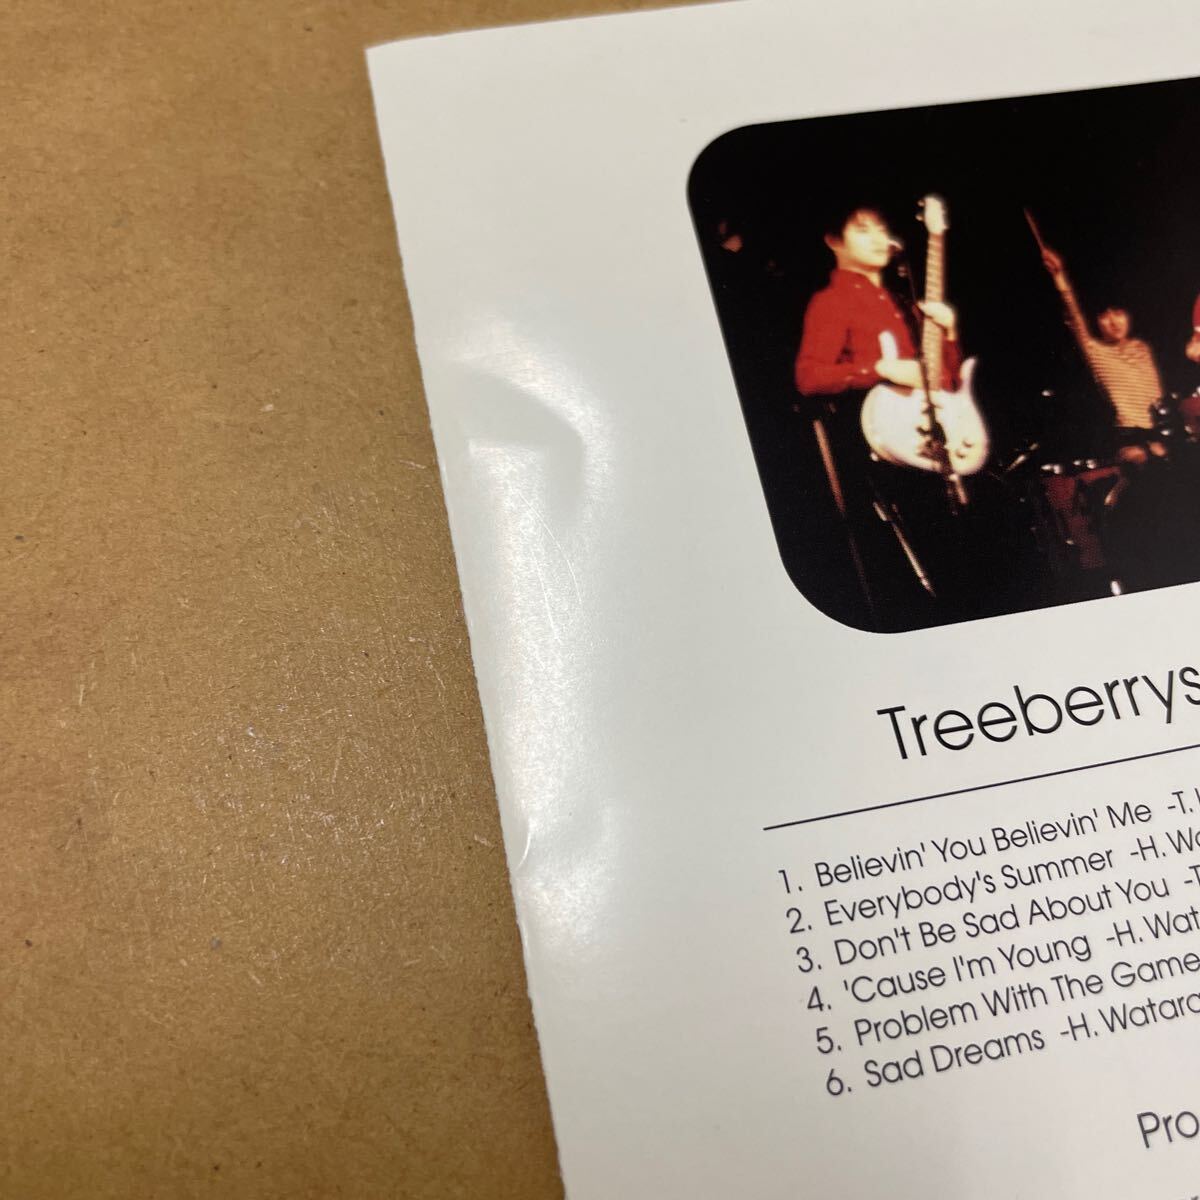 Treeberrys
1. Believin' You Believin' Me -T.
2. Everybody's Summer -H.
3. Don't Be Sad About You
4. 'Cause I'm Young -H.
5. Problem With The Game
6. Sad Dreams -H.